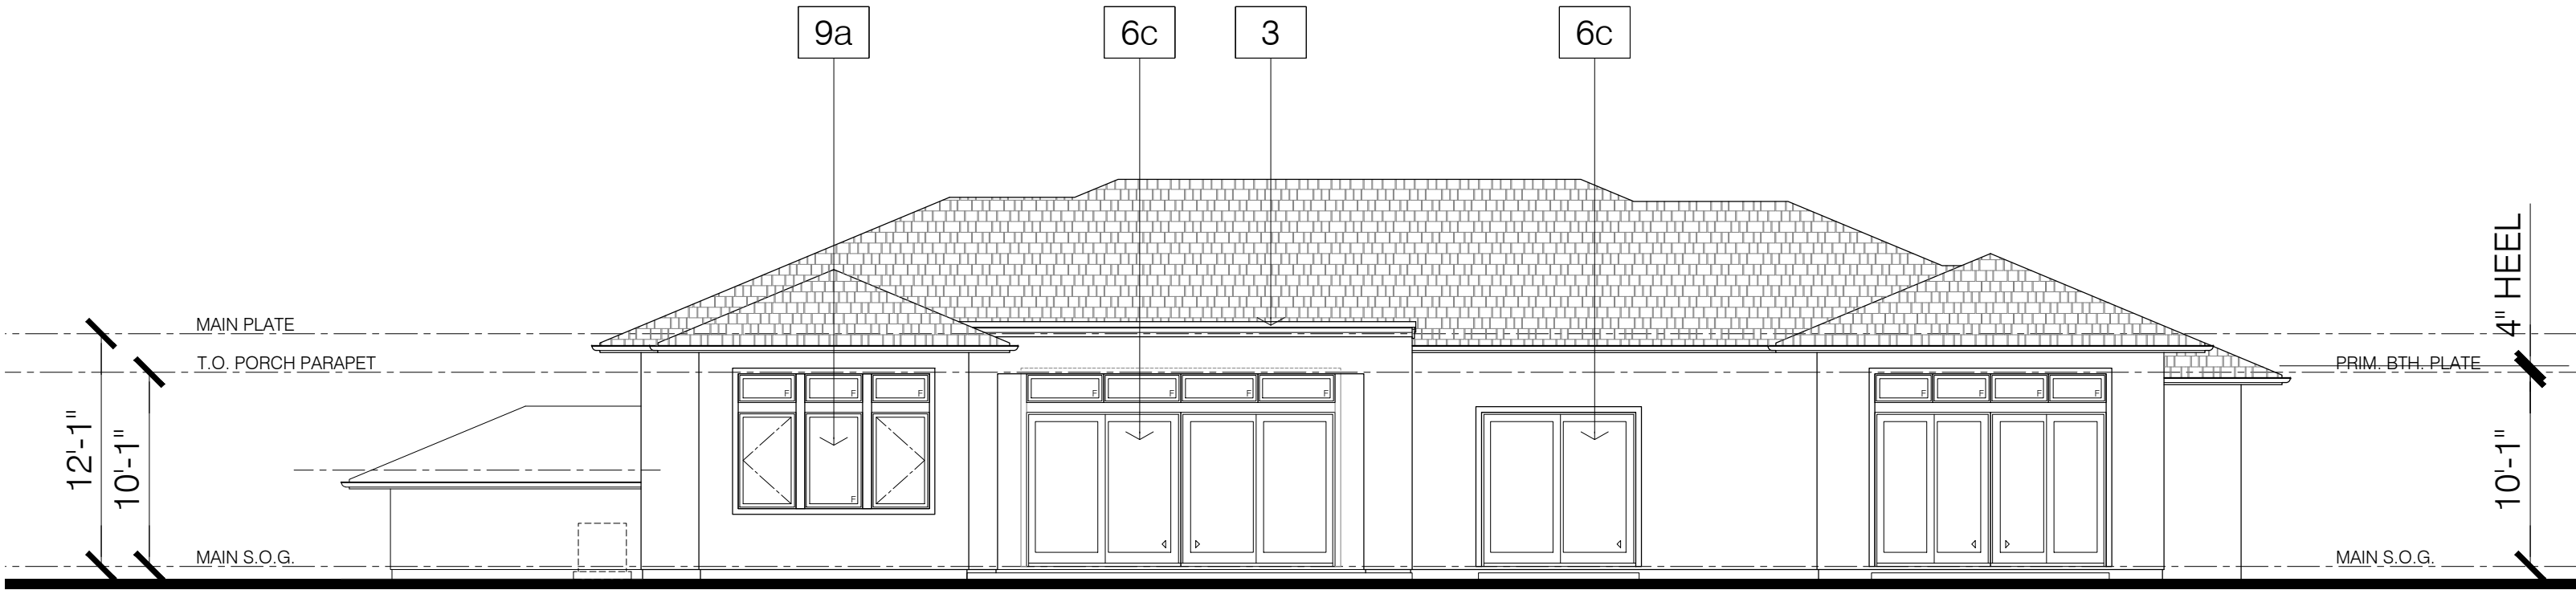 9a
6c
3
6c
MAIN PLATE
T.O. PORCH PARAPET
12'-1"
10'-1"
MAIN S.O.G.
F
F
F
F
F
F
F
F
F
F
F
F
4" HEEL
PRIM. BTH. PLATE
10'-1"
MAIN S.O.G.